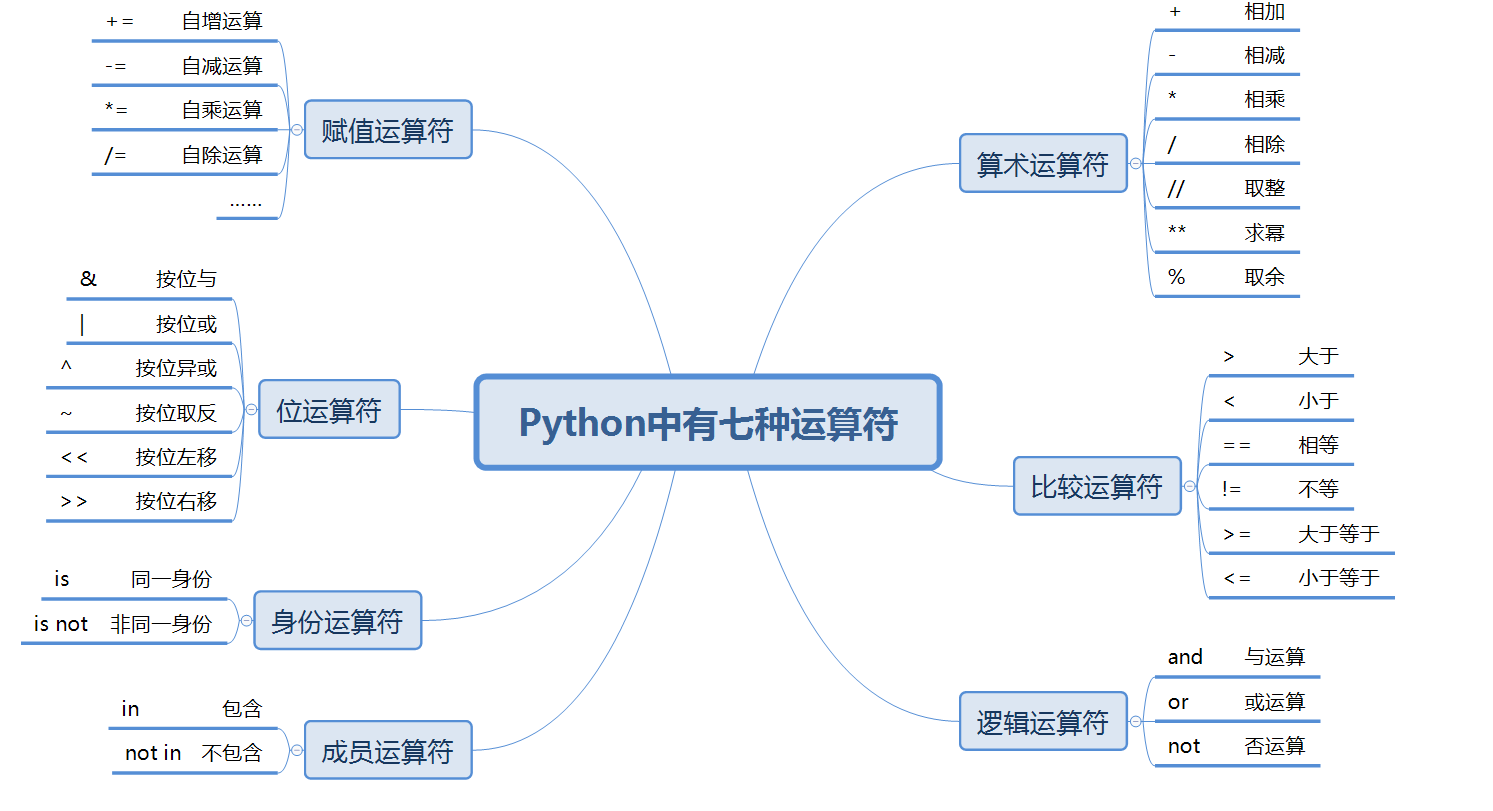 Python中有七种运算符
赋值运算符
+= 自增运算
-= 自减运算
*= 自乘运算
/= 自除运算
......
位运算符
& 按位与
| 按位或
^ 按位异或
~ 按位取反
<< 按位左移
>> 按位右移
身份运算符
is 同一身份
is not 非同一身份
成员运算符
in 包含
not in 不包含
算术运算符
+ 相加
- 相减
* 相乘
/ 相除
// 取整
** 求幂
% 取余
比较运算符
> 大于
< 小于
== 相等
!= 不等
>= 大于等于
<= 小于等于
逻辑运算符
and 与运算
or 或运算
not 否运算